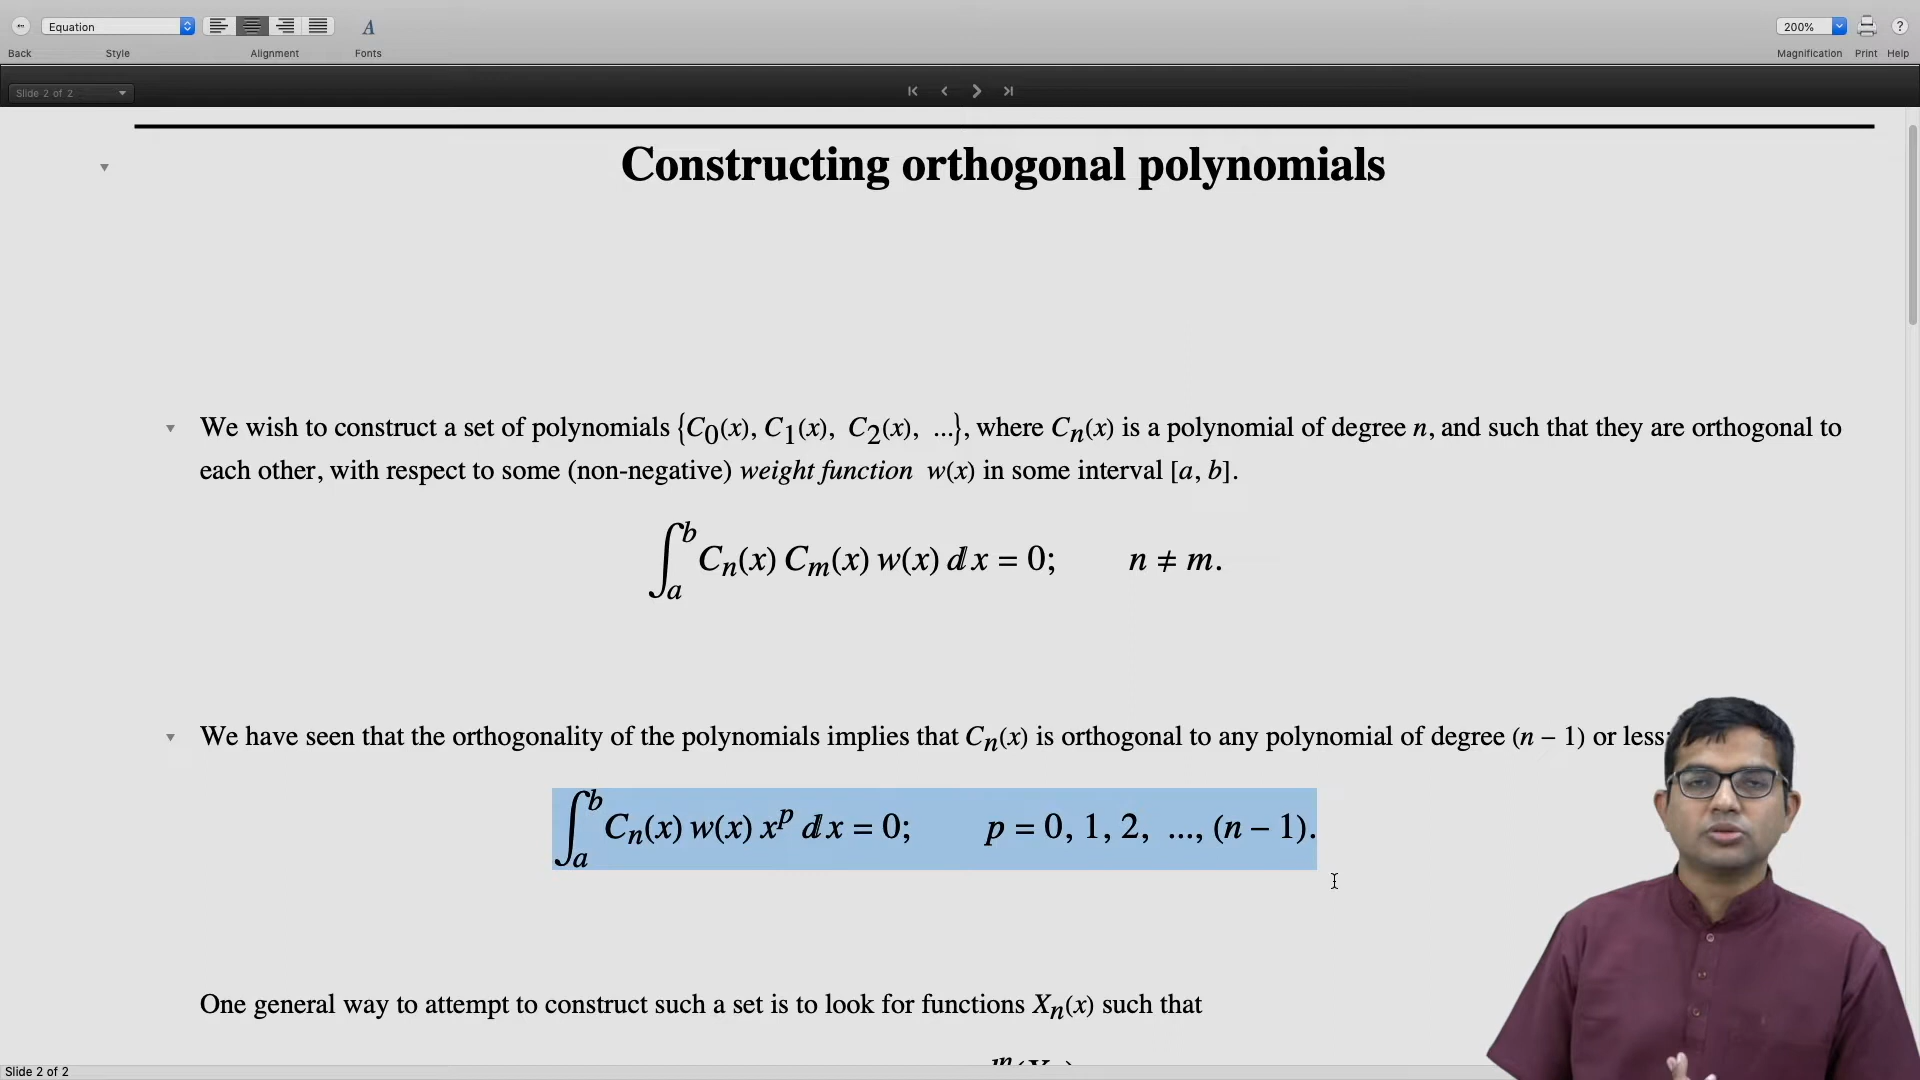 Equation
200%
Back
Style
Alignment
Fonts
Magnification
Print
Help
Slide 2 of 2
Constructing orthogonal polynomials
We wish to construct a set of polynomials {C₀(x), C₁(x), C₂(x), ...}, where Cₙ(x) is a polynomial of degree n, and such that they are orthogonal to
each other, with respect to some (non-negative) weight function w(x) in some interval [a, b].
∫ₐᵇ Cₙ(x) Cₘ(x) w(x) ⅆx = 0; n ≠ m.
We have seen that the orthogonality of the polynomials implies that Cₙ(x) is orthogonal to any polynomial of degree (n − 1) or less:
∫ₐᵇ Cₙ(x) w(x) xᵖ ⅆx = 0; p = 0, 1, 2, ..., (n − 1).
One general way to attempt to construct such a set is to look for functions Xₙ(x) such that
Slide 2 of 2